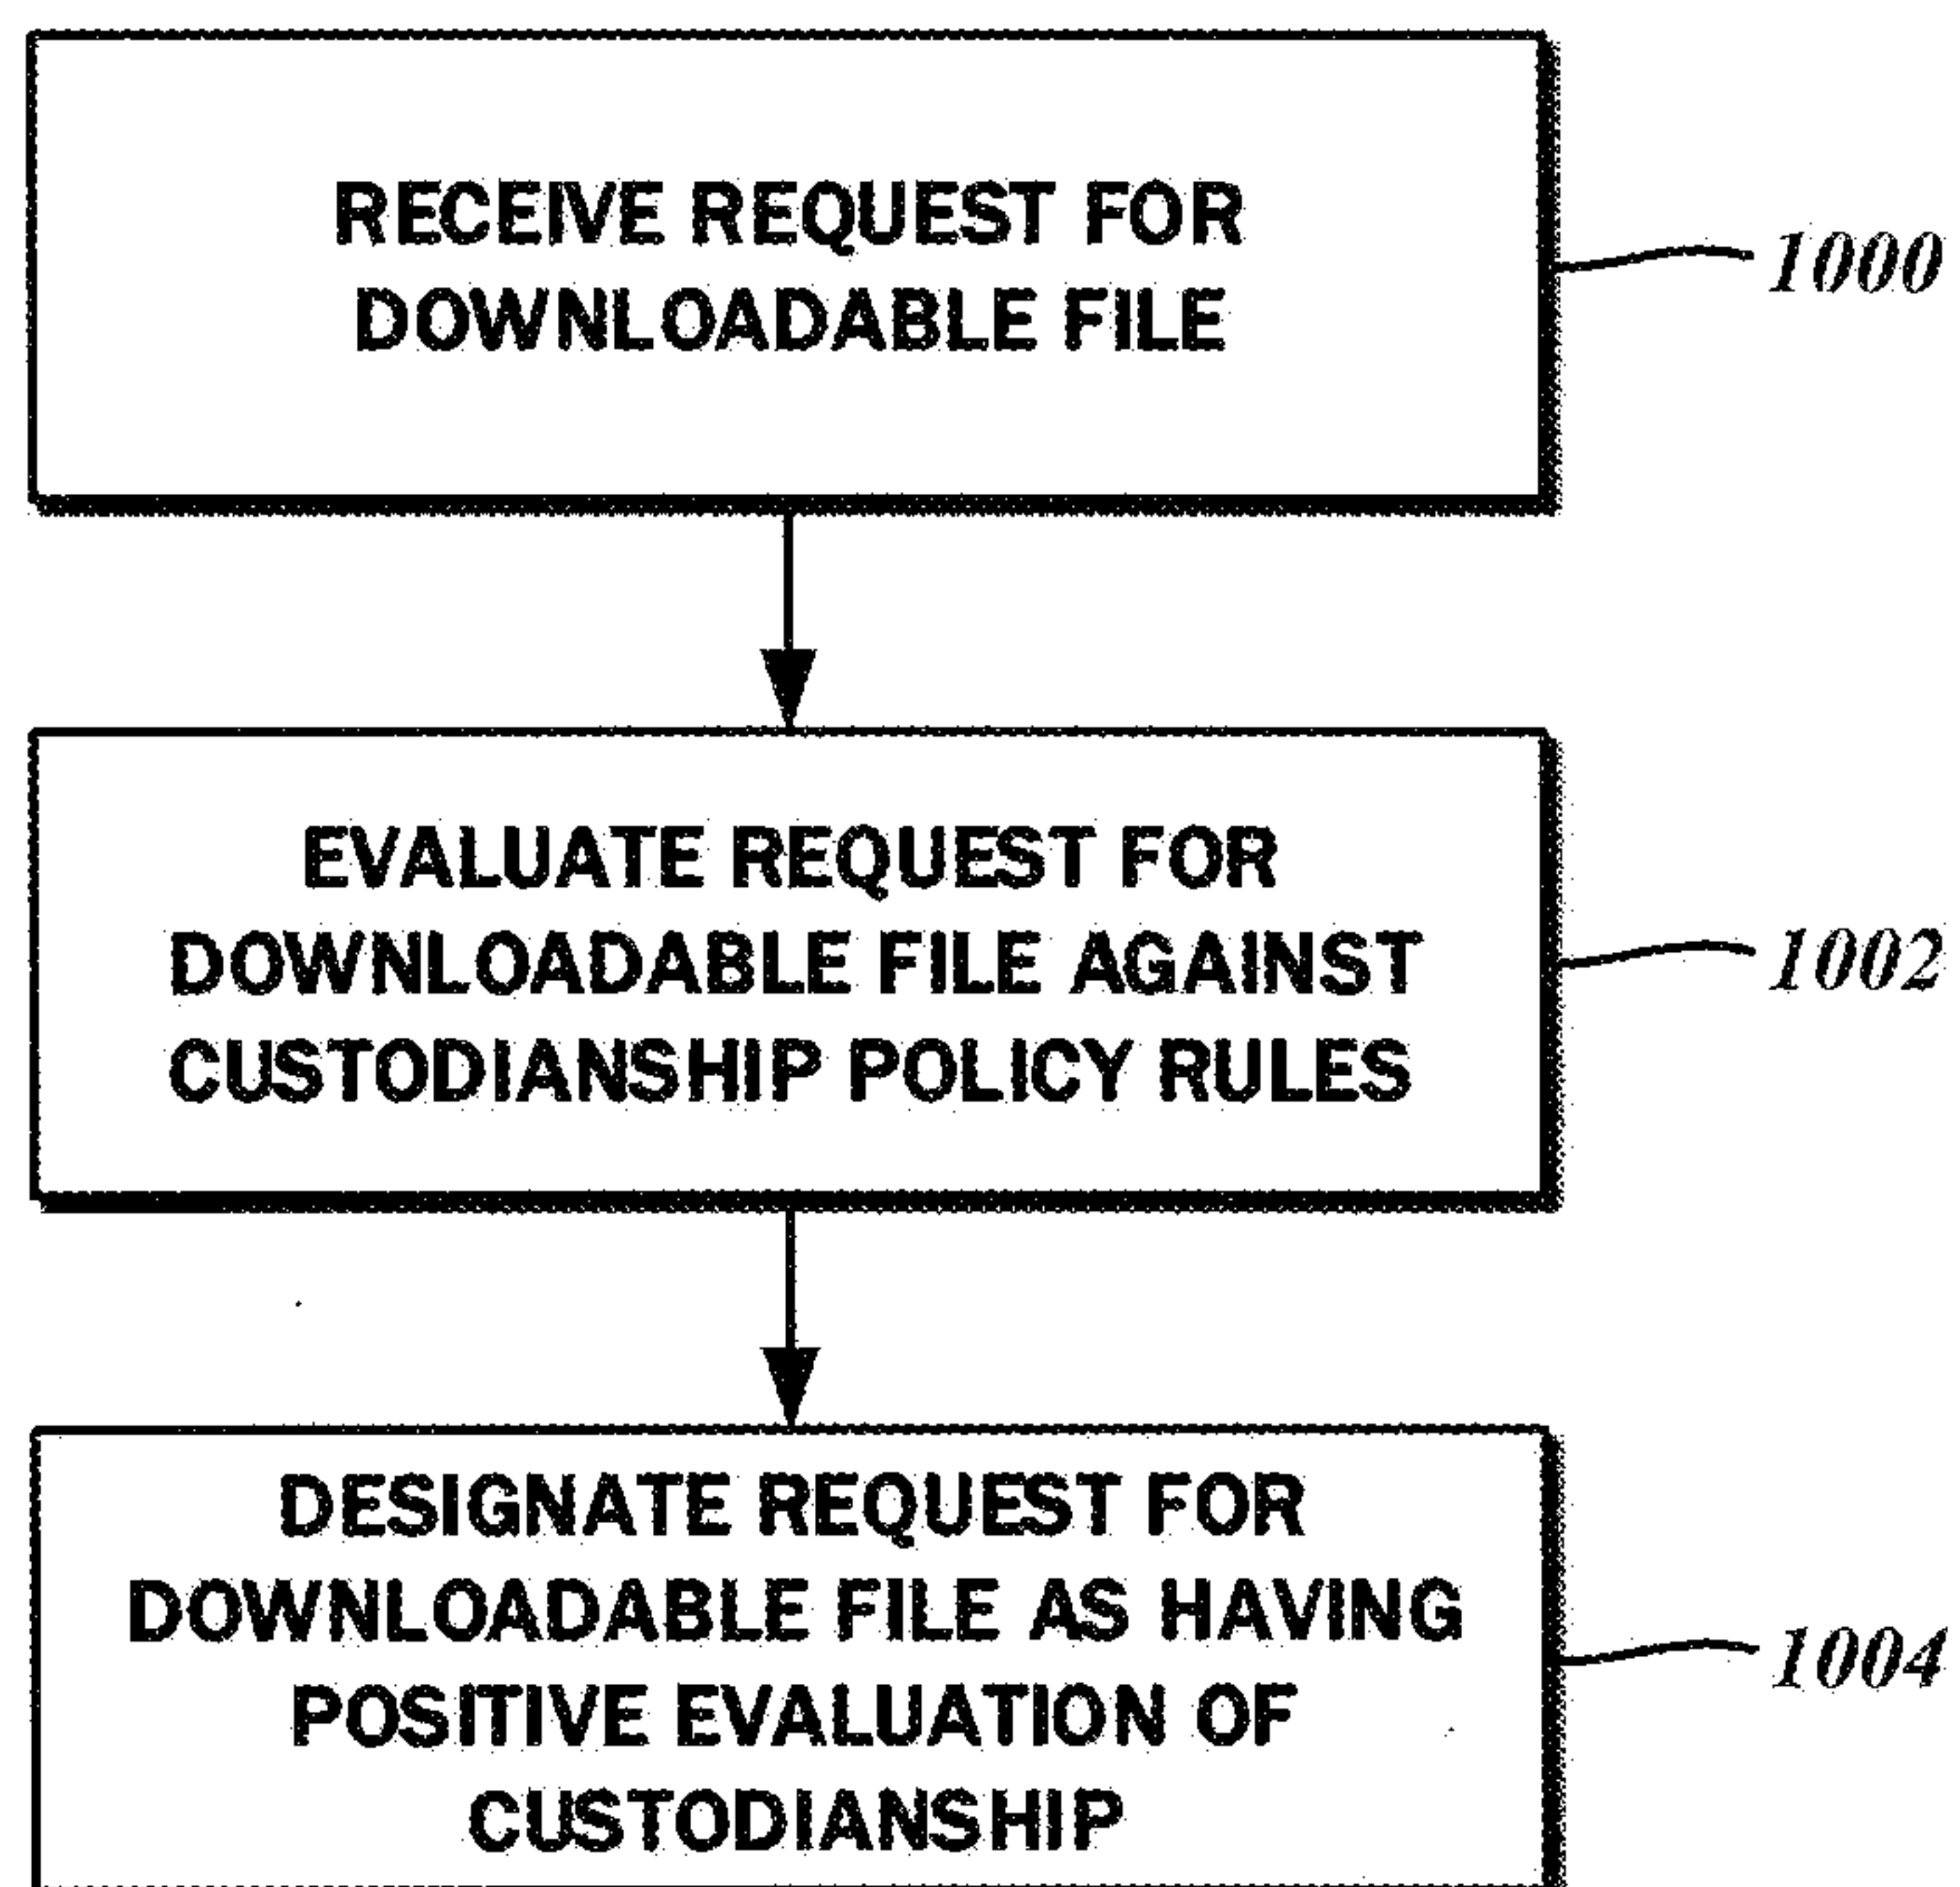 RECEIVE REQUEST FOR
DOWNLOADABLE FILE
1000
EVALUATE REQUEST FOR
DOWNLOADABLE FILE AGAINST
CUSTODIANSHIP POLICY RULES
1002
DESIGNATE REQUEST FOR
DOWNLOADABLE FILE AS HAVING
POSITIVE EVALUATION OF
CUSTODIANSHIP
1004